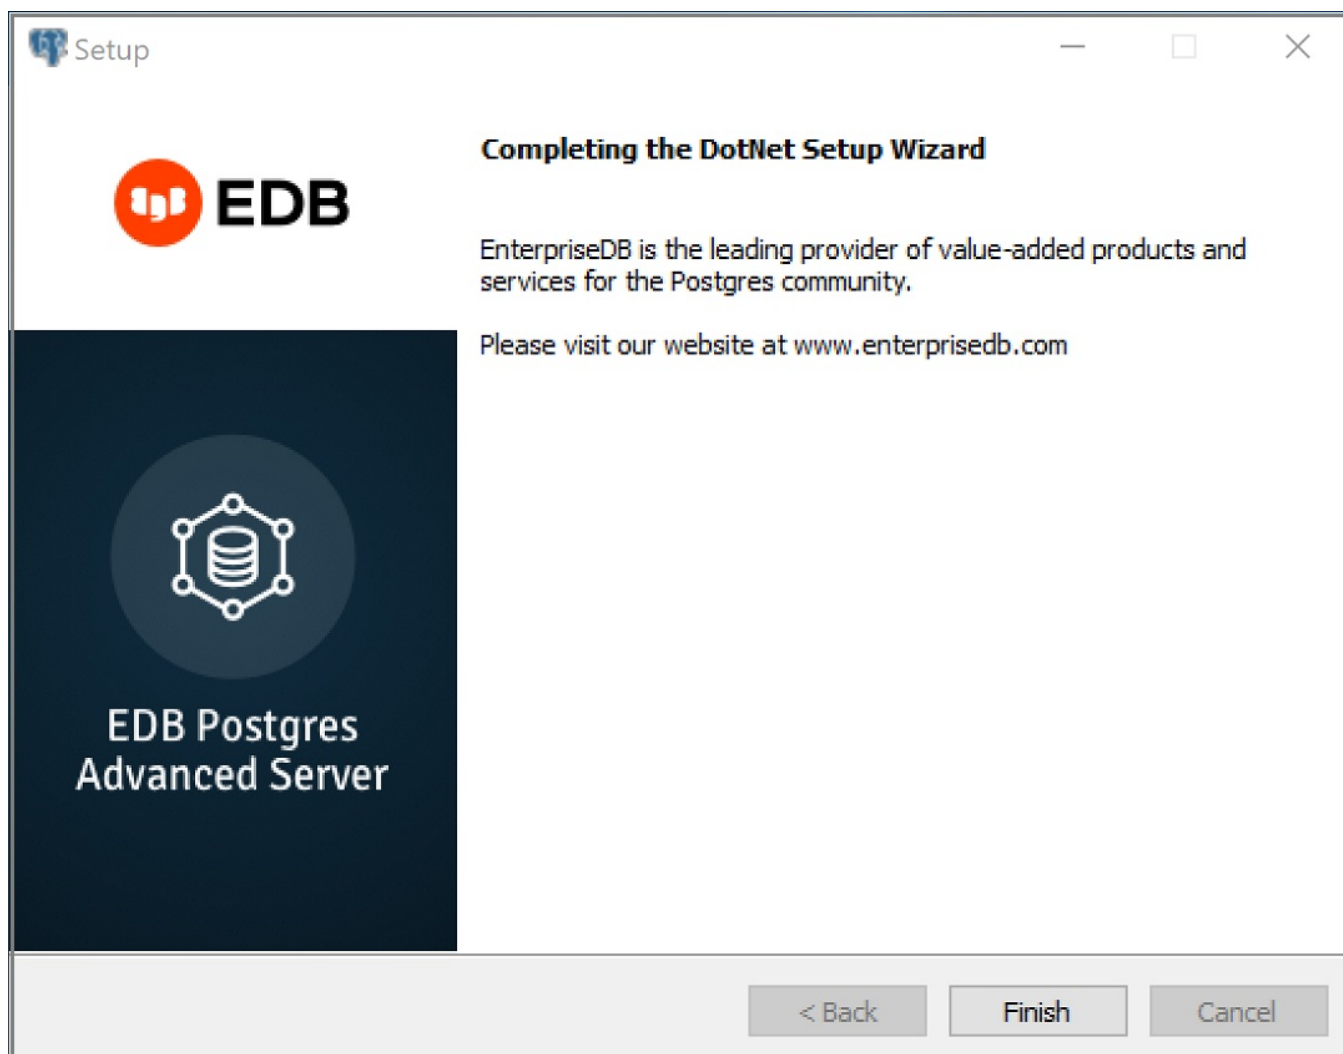 Setup
EDB
Completing the DotNet Setup Wizard
EnterpriseDB is the leading provider of value-added products and
services for the Postgres community.
Please visit our website at www.enterprisedb.com
EDB Postgres
Advanced Server
< Back
Finish
Cancel